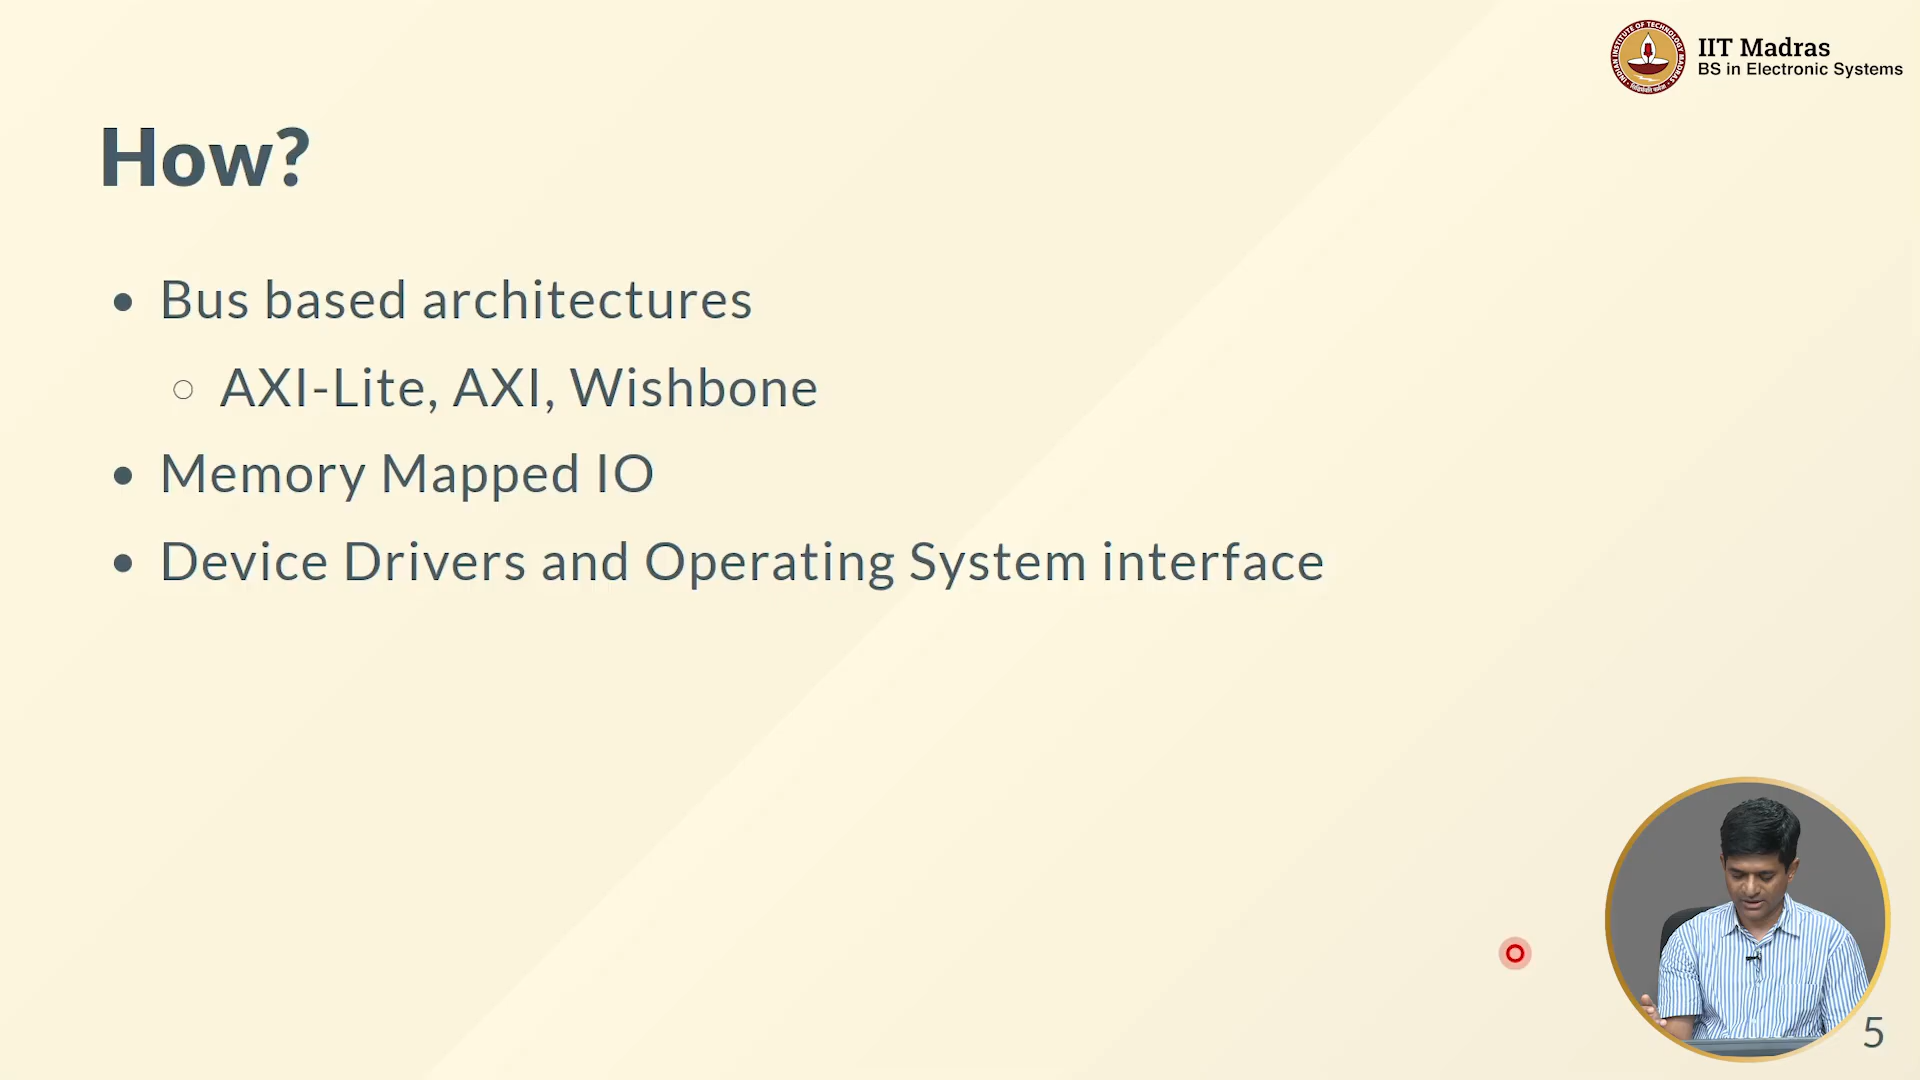 IIT Madras
BS in Electronic Systems
How?
Bus based architectures
AXI-Lite, AXI, Wishbone
Memory Mapped IO
Device Drivers and Operating System interface
5